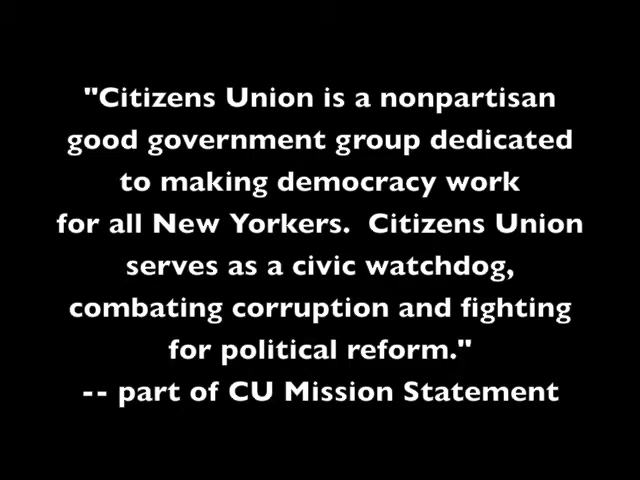 "Citizens Union is a nonpartisan
good government group dedicated
to making democracy work
for all New Yorkers.  Citizens Union
serves as a civic watchdog,
combating corruption and fighting
for political reform."
-- part of CU Mission Statement